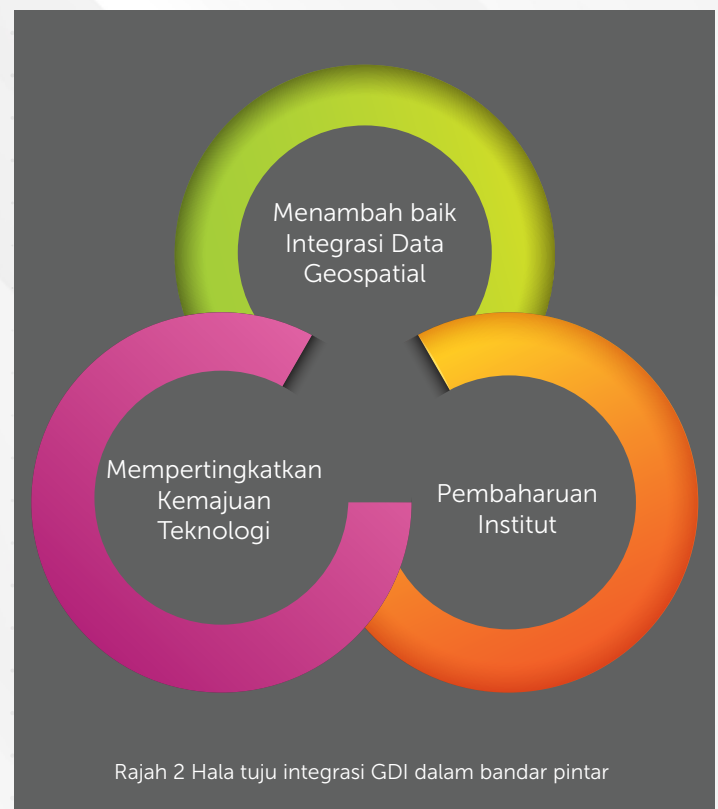 Menambah baik
Integrasi Data
Geospatial
Mempertingkatkan
Kemajuan
Teknologi
Pembaharuan
Institut
Rajah 2 Hala tuju integrasi GDI dalam bandar pintar